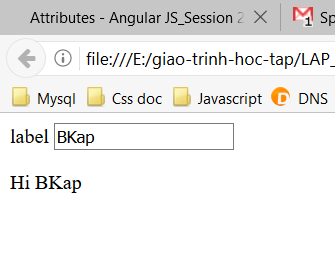 Attributes - Angular JS_Session 2
Sp
file:///E:/giao-trinh-hoc-tap/LAP_
Mysql Css doc Javascript DNS
label BKap
Hi BKap